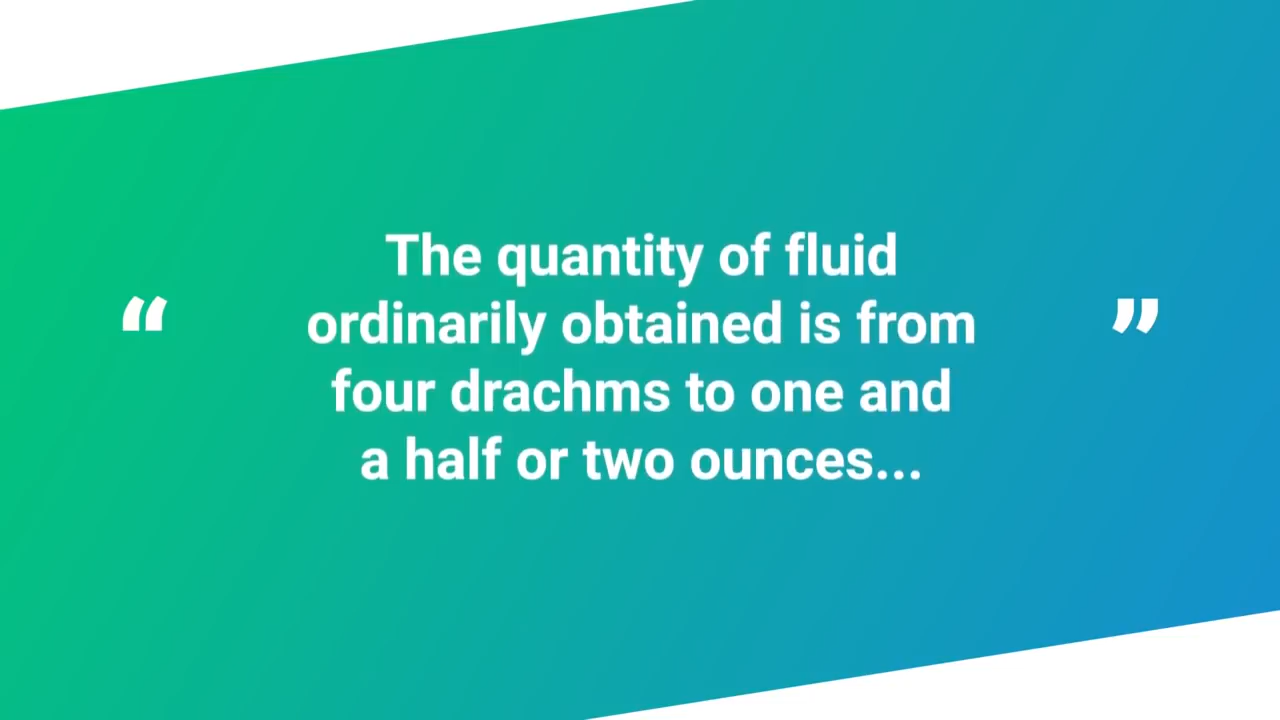 The quantity of fluid
“ ordinarily obtained is from ”
four drachms to one and
a half or two ounces...